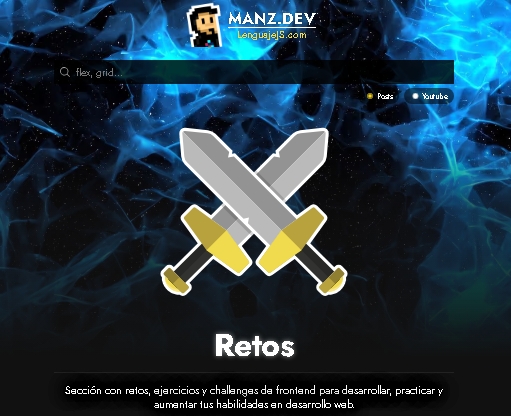 MANZ.DEV
LenguajeJS.com
flex, grid...
Posts Youtube
Retos
Sección con retos, ejercicios y challenges de frontend para desarrollar, practicar y
aumentar tus habilidades en desarrollo web.